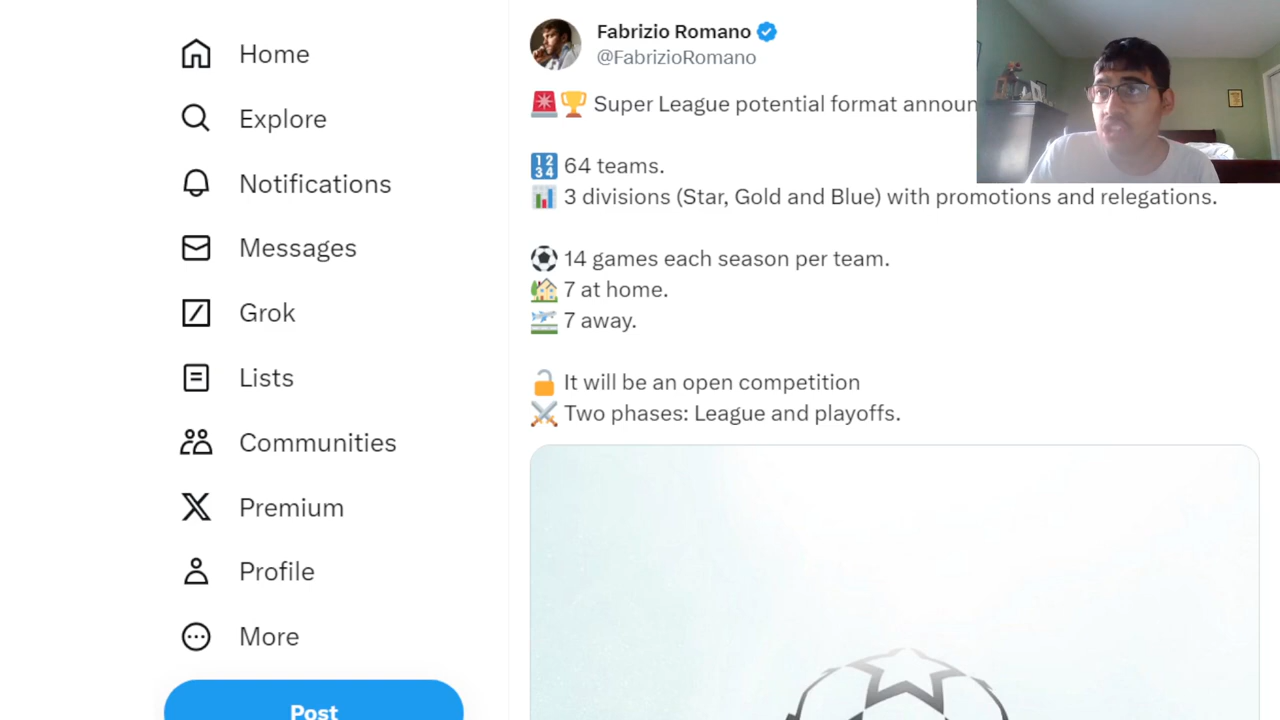 Home
Explore
Notifications
Messages
Grok
Lists
Communities
Premium
Profile
More
Post
Fabrizio Romano
@FabrizioRomano
🚨🏆 Super League potential format
🔢 64 teams.
📊 3 divisions (Star, Gold and Blue) with promotions and relegations.
⚽ 14 games each season per team.
🏡 7 at home.
🛫 7 away.
🔓 It will be an open competition
⚔️ Two phases: League and playoffs.